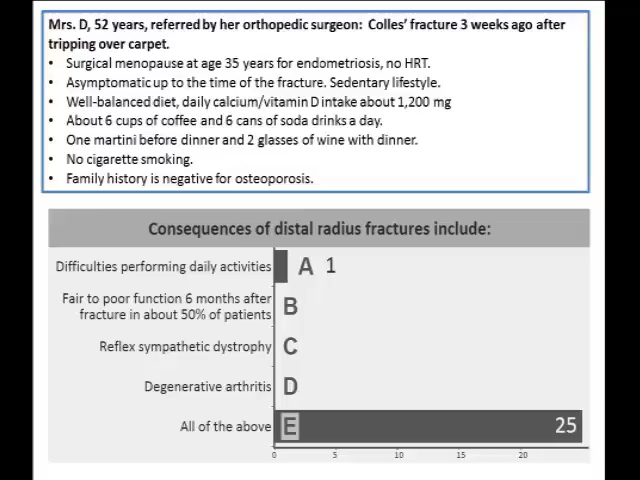 Mrs. D, 52 years, referred by her orthopedic surgeon: Colles' fracture 3 weeks ago after
tripping over carpet.
• Surgical menopause at age 35 years for endometriosis, no HRT.
• Asymptomatic up to the time of the fracture. Sedentary lifestyle.
• Well-balanced diet, daily calcium/vitamin D intake about 1,200 mg
• About 6 cups of coffee and 6 cans of soda drinks a day.
• One martini before dinner and 2 glasses of wine with dinner.
• No cigarette smoking.
• Family history is negative for osteoporosis.
Consequences of distal radius fractures include:
Difficulties performing daily activities A 1
Fair to poor function 6 months after
fracture in about 50% of patients B
Reflex sympathetic dystrophy C
Degenerative arthritis D
All of the above E 25
0 5 10 15 20